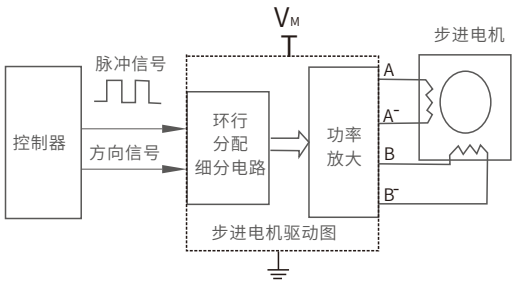 VM
步进电机
脉冲信号
控制器
方向信号
环行
分配
细分电路
功率
放大
A
A-
B
B-
步进电机驱动图